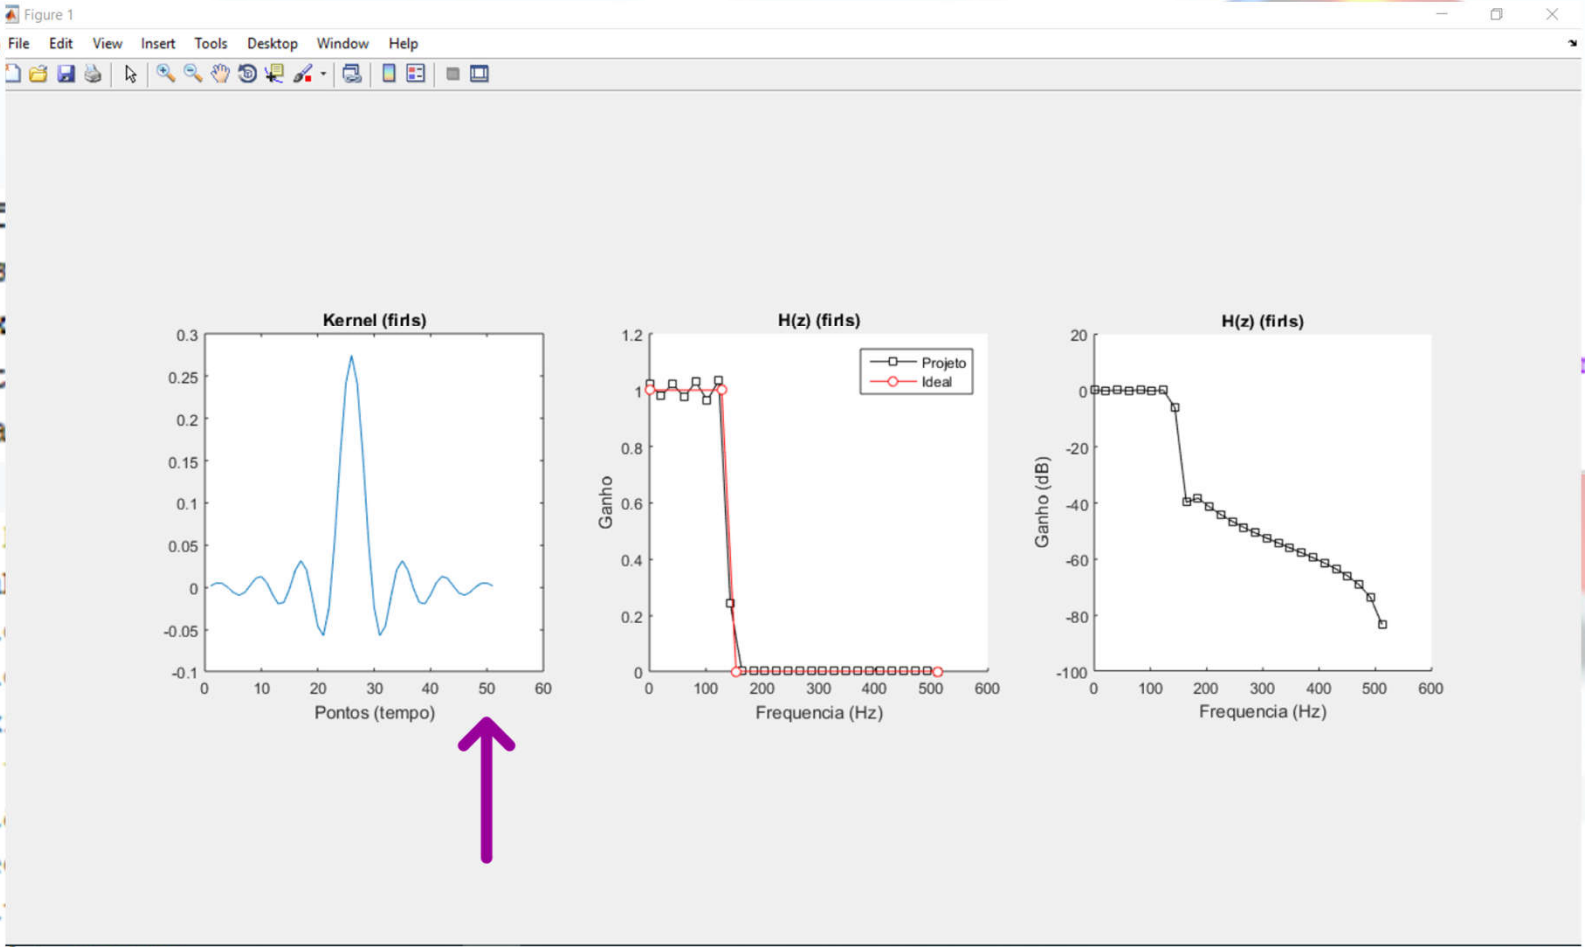 Figure 1
File Edit View Insert Tools Desktop Window Help
Kernel (firls)
0.3
0.25
0.2
0.15
0.1
0.05
0
-0.05
-0.1
0 10 20 30 40 50 60
Pontos (tempo)
H(z) (firls)
1.2
1
0.8
0.6
0.4
0.2
0
Ganho
Projeto
Ideal
0 100 200 300 400 500 600
Frequencia (Hz)
H(z) (firls)
20
0
-20
-40
-60
-80
-100
Ganho (dB)
0 100 200 300 400 500 600
Frequencia (Hz)